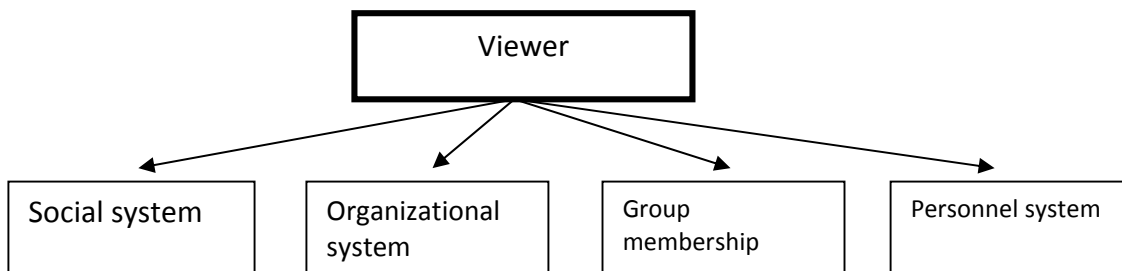 Viewer
Social system
Organizational
system
Group
membership
Personnel system